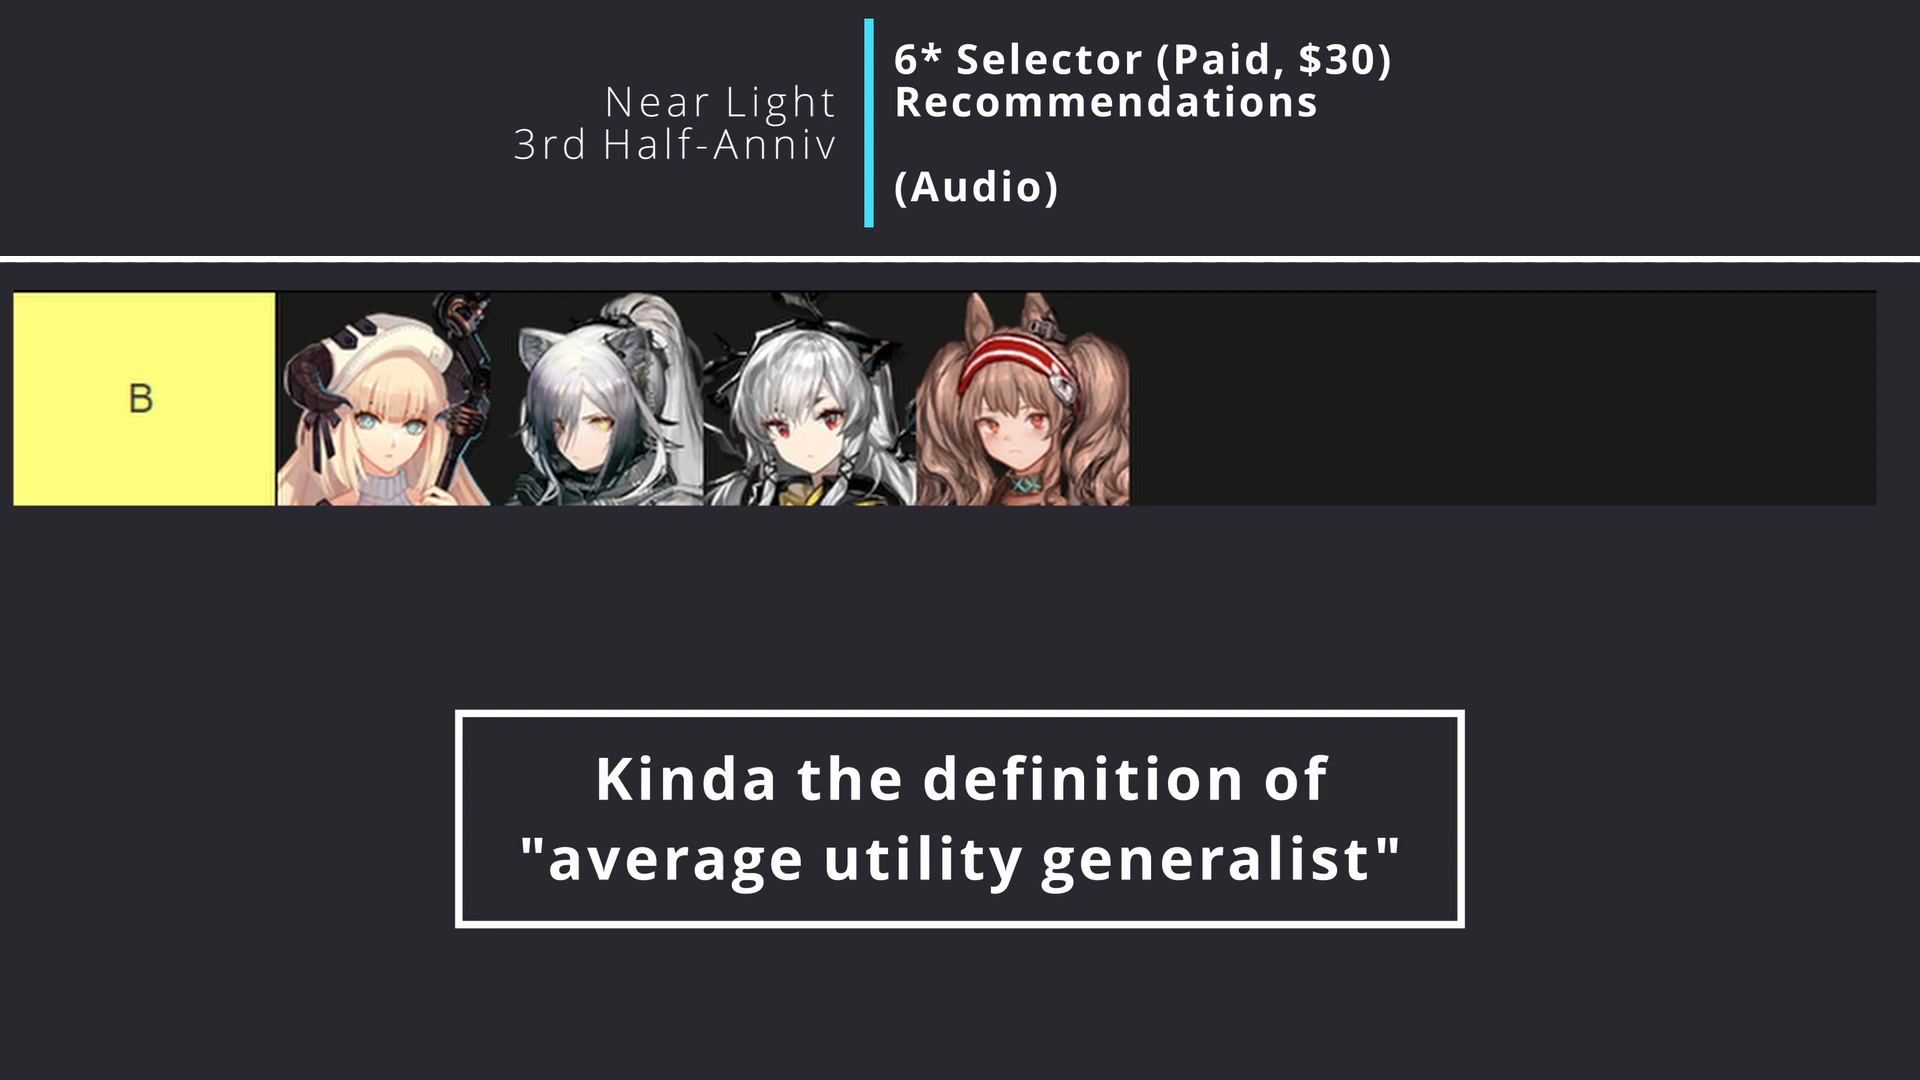 Near Light
3rd Half-Anniv
6* Selector (Paid, $30)
Recommendations
(Audio)
B
Kinda the definition of
"average utility generalist"